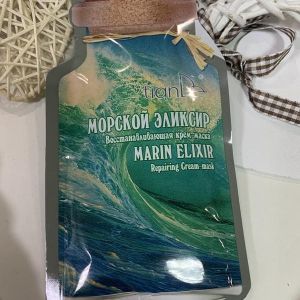 tianDe
МОРСКОЙ ЭЛИКСИР
Восстанавливающая крем-маска
MARIN ELIXIR
Repairing Cream-mask